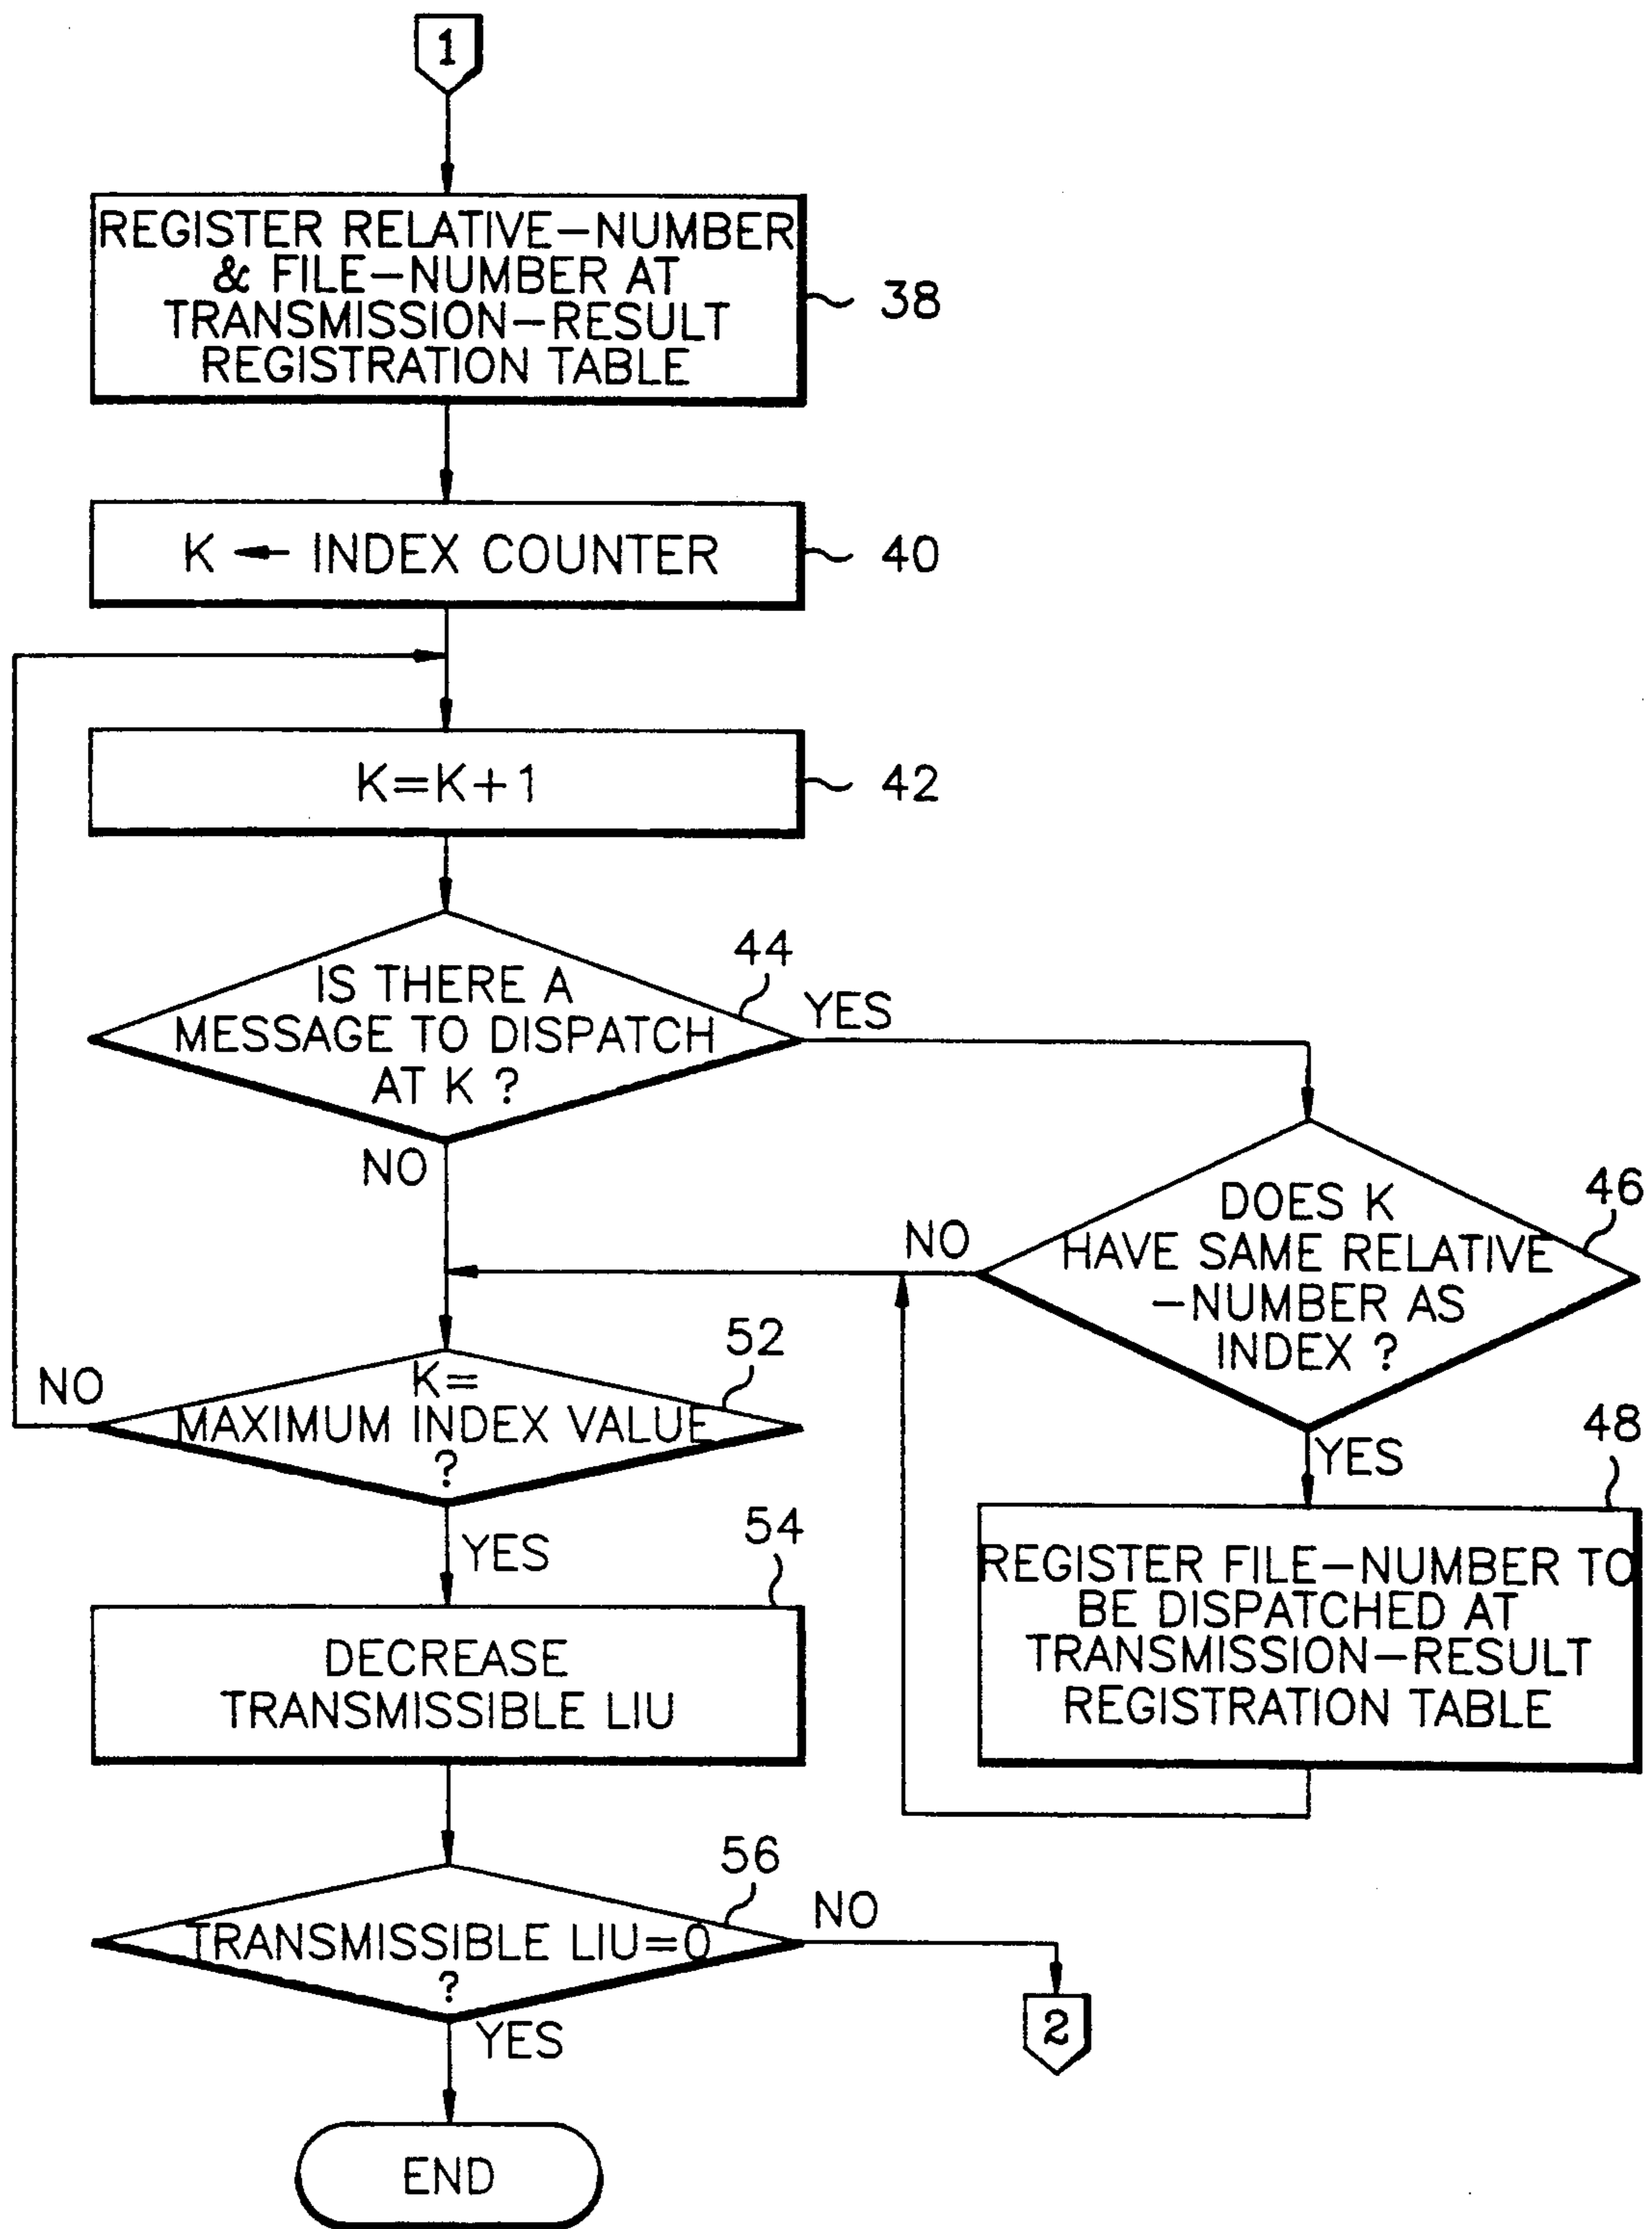 1
REGISTER RELATIVE-NUMBER
& FILE-NUMBER AT
TRANSMISSION-RESULT
REGISTRATION TABLE
38
K ← INDEX COUNTER
40
K=K+1
42
44
IS THERE A
MESSAGE TO DISPATCH
AT K ?
YES
NO
46
DOES K
HAVE SAME RELATIVE
-NUMBER AS
INDEX ?
NO
YES
48
REGISTER FILE-NUMBER TO
BE DISPATCHED AT
TRANSMISSION-RESULT
REGISTRATION TABLE
52
K=
MAXIMUM INDEX VALUE
?
NO
YES
54
DECREASE
TRANSMISSIBLE LIU
56
TRANSMISSIBLE LIU=0
?
NO
2
YES
END